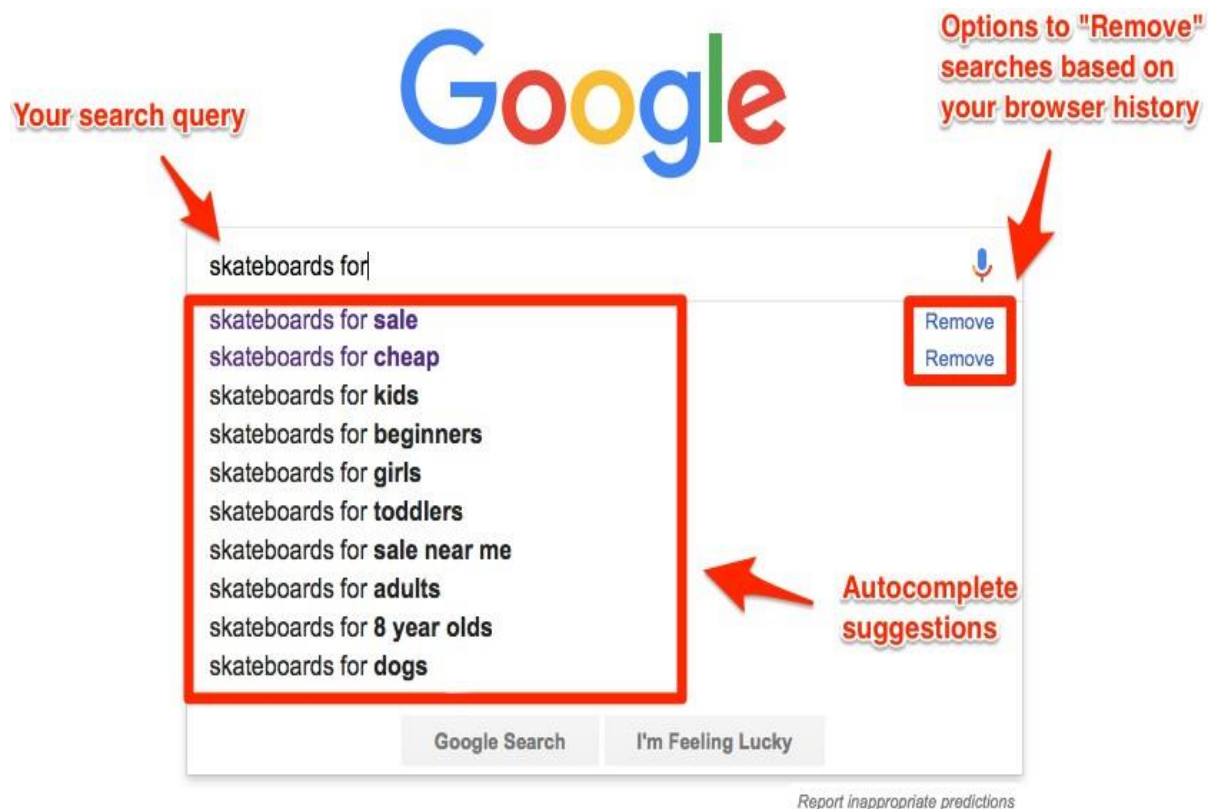 Options to "Remove"
searches based on
your browser history
Google
Your search query
skateboards for
skateboards for sale
Remove
skateboards for cheap
Remove
skateboards for kids
skateboards for beginners
skateboards for girls
skateboards for toddlers
skateboards for sale near me
skateboards for adults
skateboards for 8 year olds
skateboards for dogs
Autocomplete
suggestions
Google Search
I'm Feeling Lucky
Report inappropriate predictions